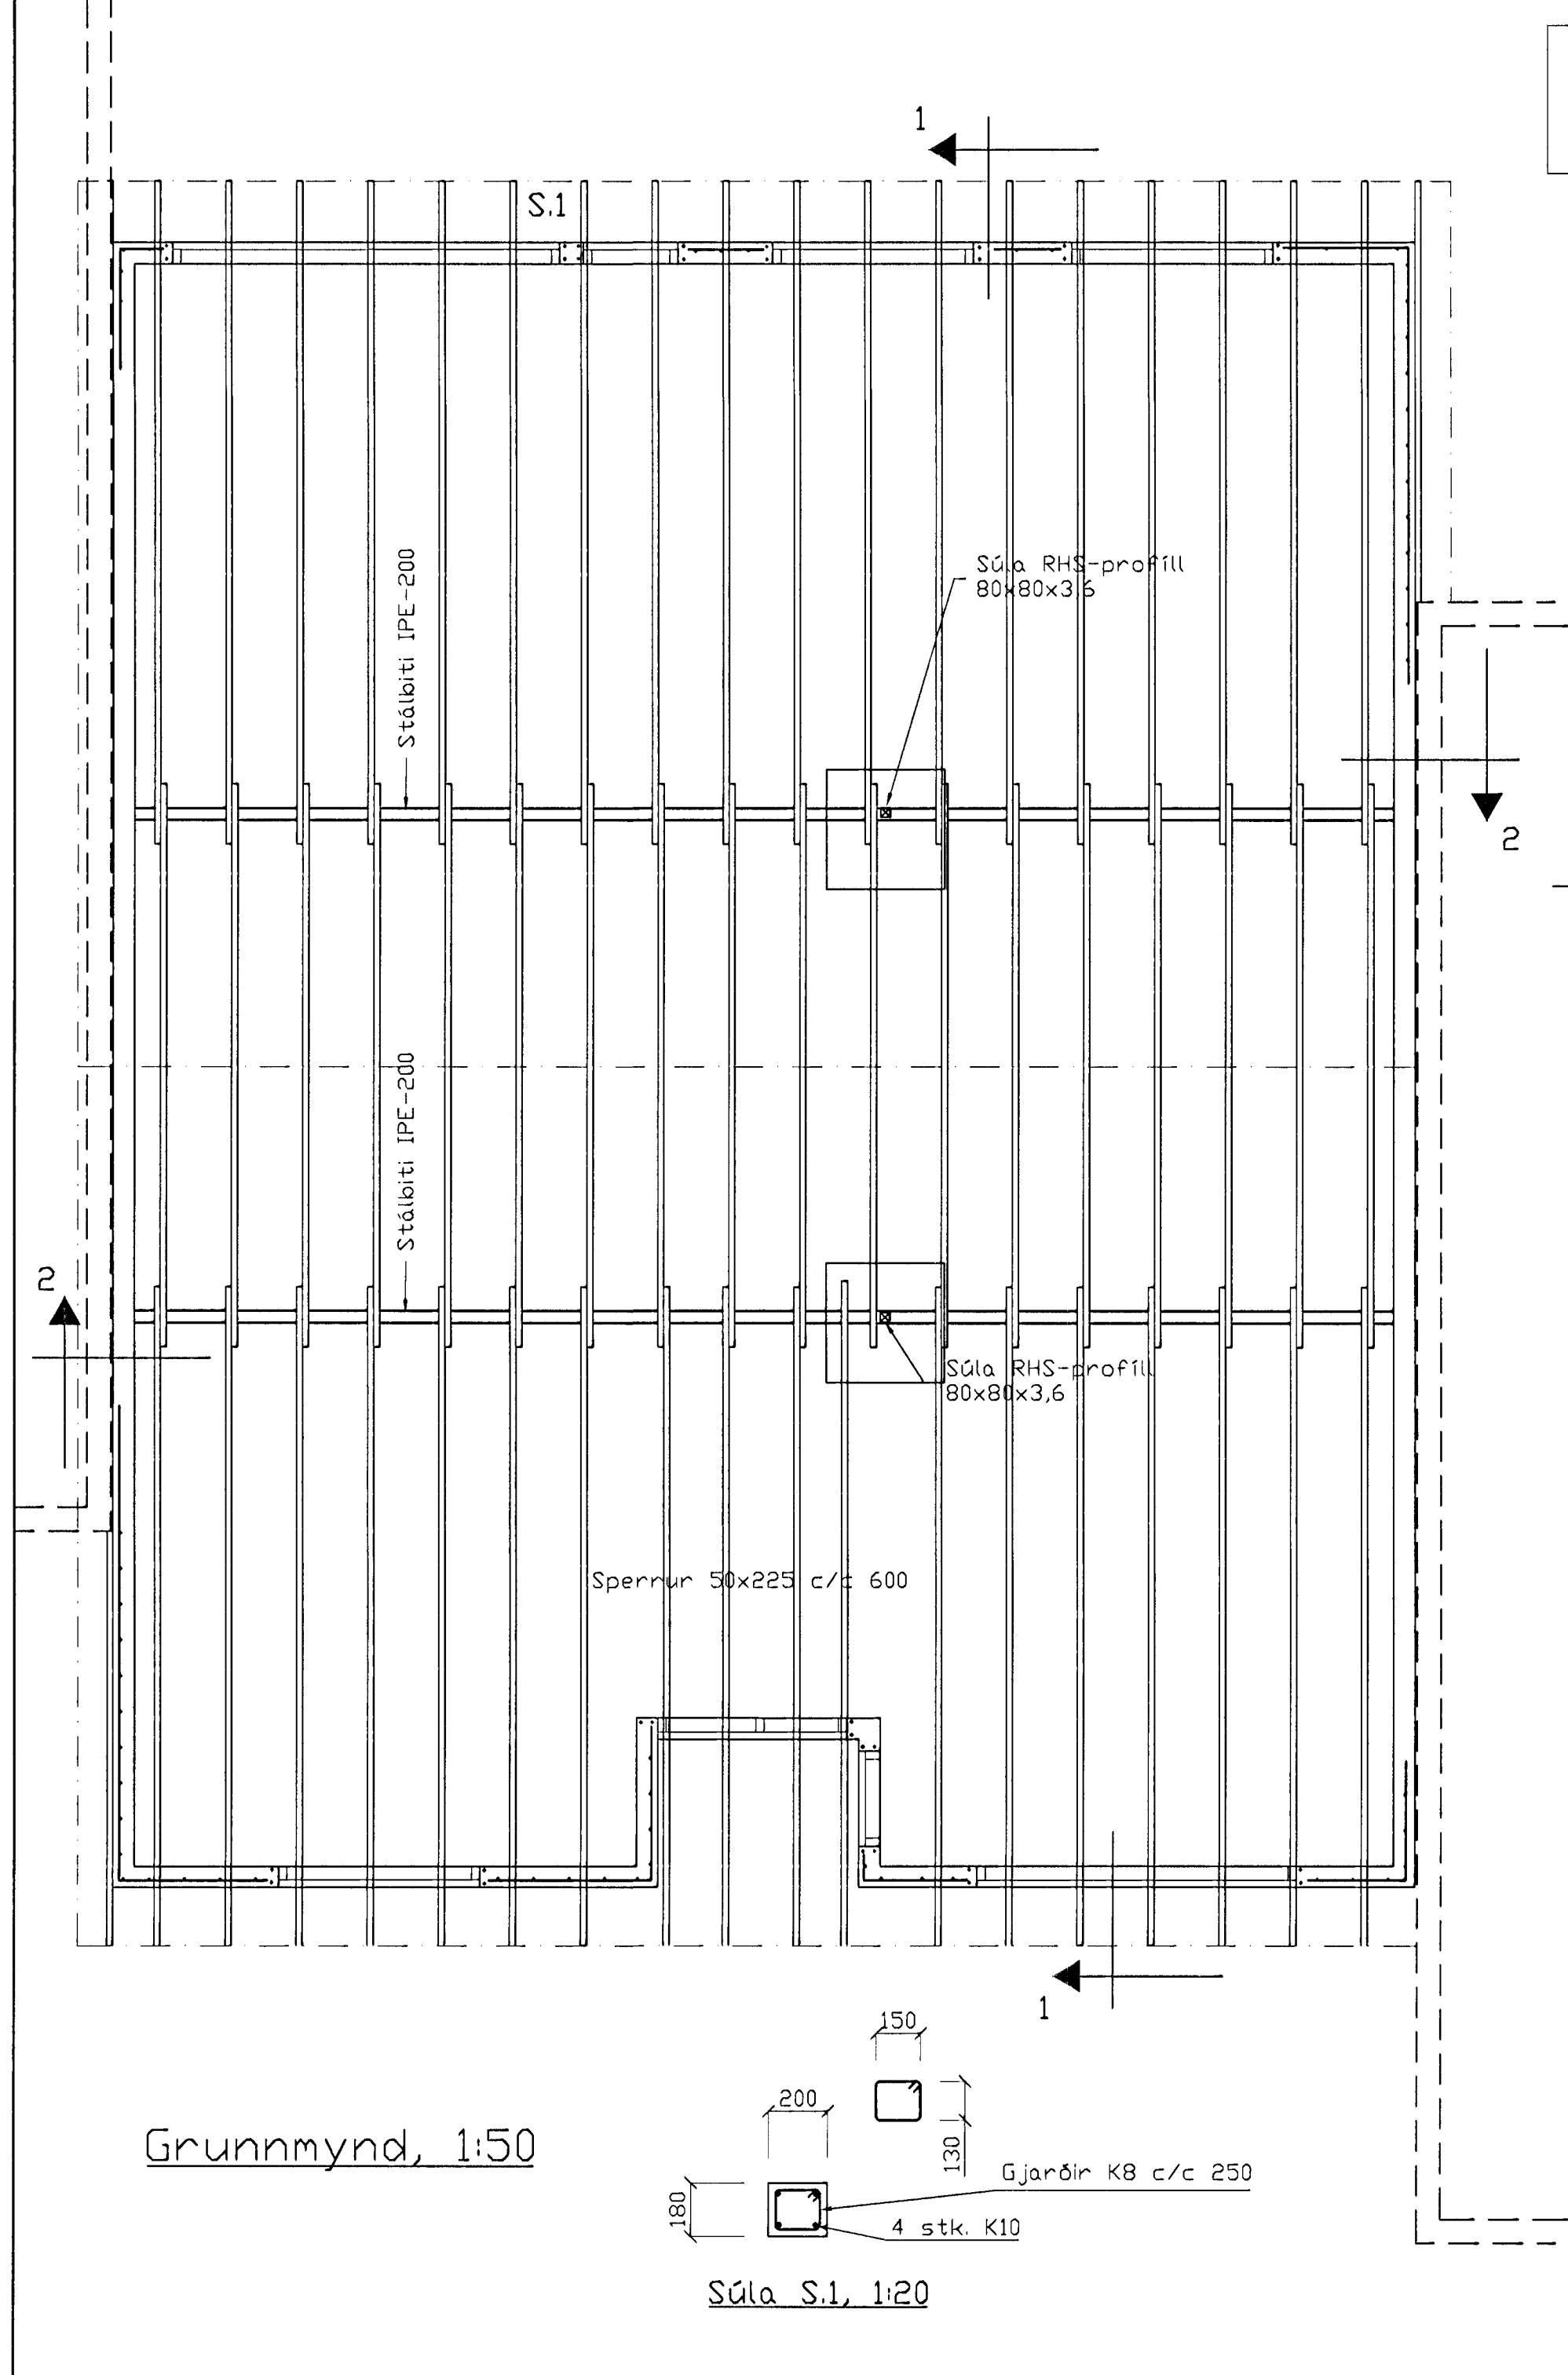 1
S.1
Súla RHS-profíll
80x80x3,6
Stálbiti IPE-200
2
Stálbiti IPE-200
2
Súla RHS-profíll
80x80x3,6
Sperrur 50x225 c/c 600
1
150
200
130
Grunnmynd, 1:50
Gjarðir K8 c/c 250
180
4 stk. K10
Súla S.1, 1:20